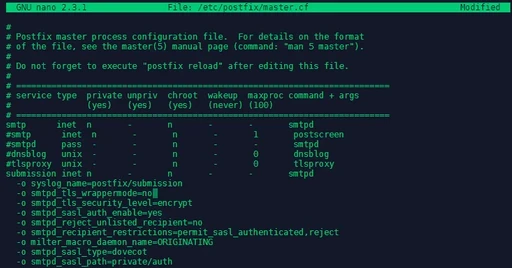 GNU nano 2.3.1 File: /etc/postfix/master.cf Modified
#
# Postfix master process configuration file.  For details on the format
# of the file, see the master(5) manual page (command: "man 5 master").
#
# Do not forget to execute "postfix reload" after editing this file.
#
# ==========================================================================
# service type  private unpriv  chroot  wakeup  maxproc command + args
#               (yes)   (yes)   (yes)   (never) (100)
# ==========================================================================
smtp      inet  n       -       n       -       -       smtpd
#smtp      inet  n       -       n       -       1       postscreen
#smtpd     pass  -       -       n       -       -       smtpd
#dnsblog   unix  -       -       n       -       0       dnsblog
#tlsproxy  unix  -       -       n       -       0       tlsproxy
submission inet n       -       n       -       -       smtpd
  -o syslog_name=postfix/submission
  -o smtpd_tls_wrappermode=no
  -o smtpd_tls_security_level=encrypt
  -o smtpd_sasl_auth_enable=yes
  -o smtpd_reject_unlisted_recipient=no
  -o smtpd_recipient_restrictions=permit_sasl_authenticated,reject
  -o milter_macro_daemon_name=ORIGINATING
  -o smtpd_sasl_type=dovecot
  -o smtpd_sasl_path=private/auth